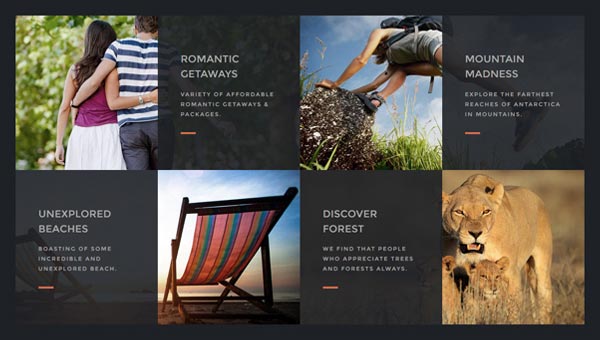 ROMANTIC
GETAWAYS
VARIETY OF AFFORDABLE
ROMANTIC GETAWAYS &
PACKAGES.
MOUNTAIN
MADNESS
EXPLORE THE FARTHEST
REACHES OF ANTARCTICA
IN MOUNTAINS.
UNEXPLORED
BEACHES
BOASTING OF SOME
INCREDIBLE AND
UNEXPLORED BEACH.
DISCOVER
FOREST
WE FIND THAT PEOPLE
WHO APPRECIATE TREES
AND FORESTS ALWAYS.